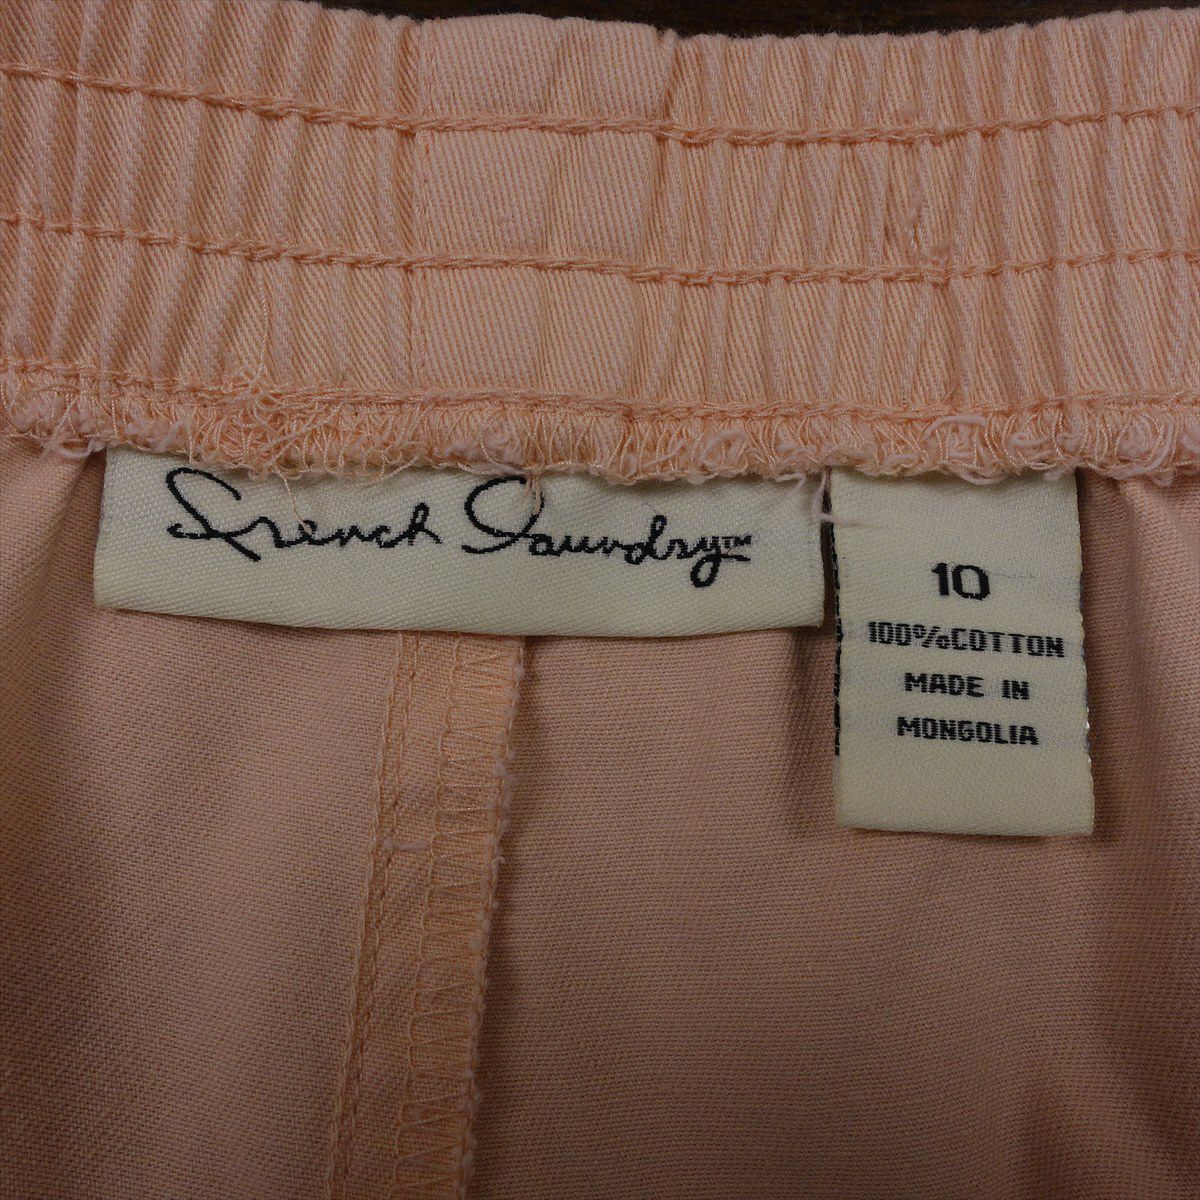 French Laundry™
10
100%COTTON
MADE IN
MONGOLIA